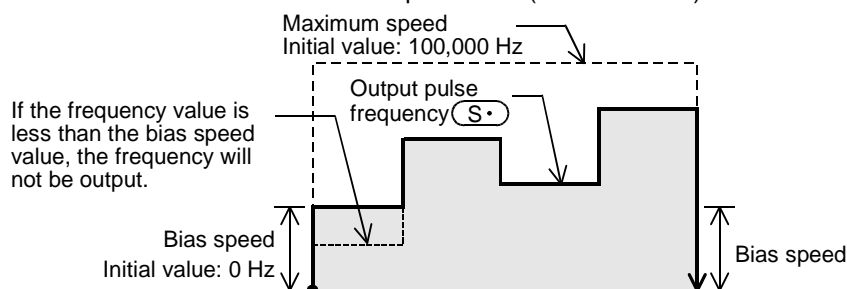 Maximum speed
Initial value: 100,000 Hz
Output pulse
frequency S・
If the frequency value is
less than the bias speed
value, the frequency will
not be output.
Bias speed
Initial value: 0 Hz
Bias speed